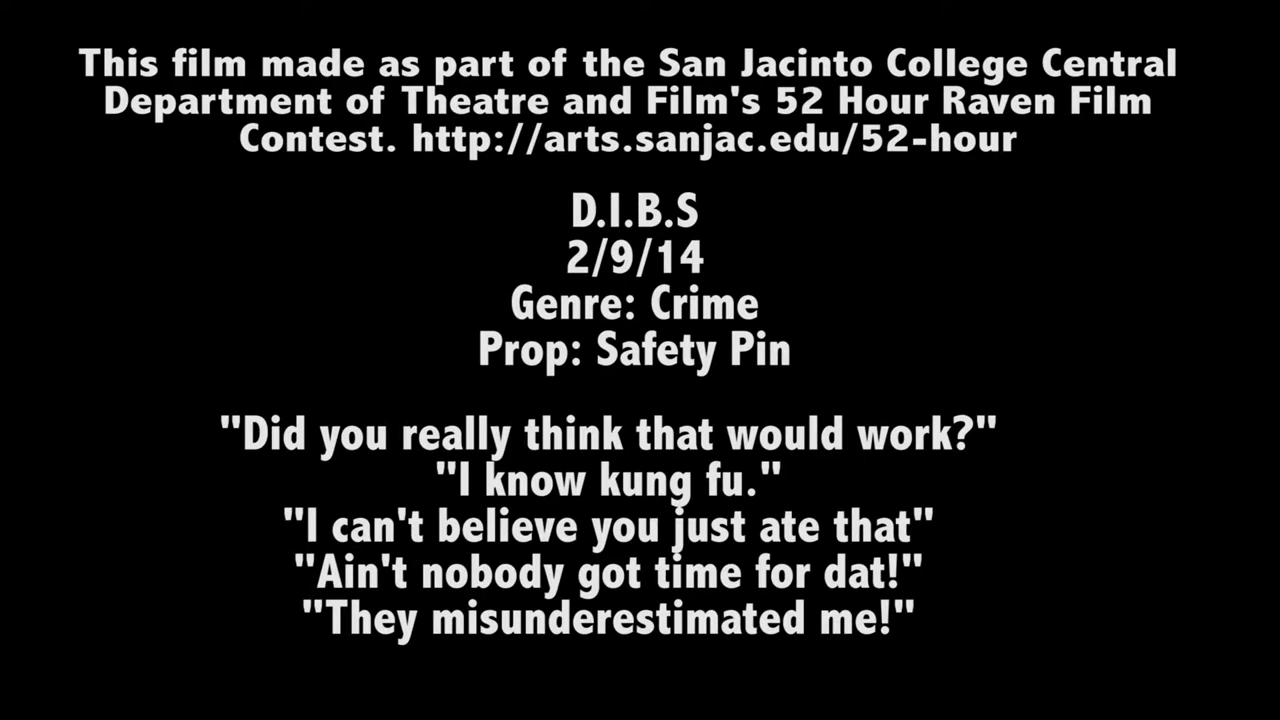 This film made as part of the San Jacinto College Central
Department of Theatre and Film's 52 Hour Raven Film
Contest. http://arts.sanjac.edu/52-hour
D.I.B.S
2/9/14
Genre: Crime
Prop: Safety Pin
"Did you really think that would work?"
"I know kung fu."
"I can't believe you just ate that"
"Ain't nobody got time for dat!"
"They misunderestimated me!"